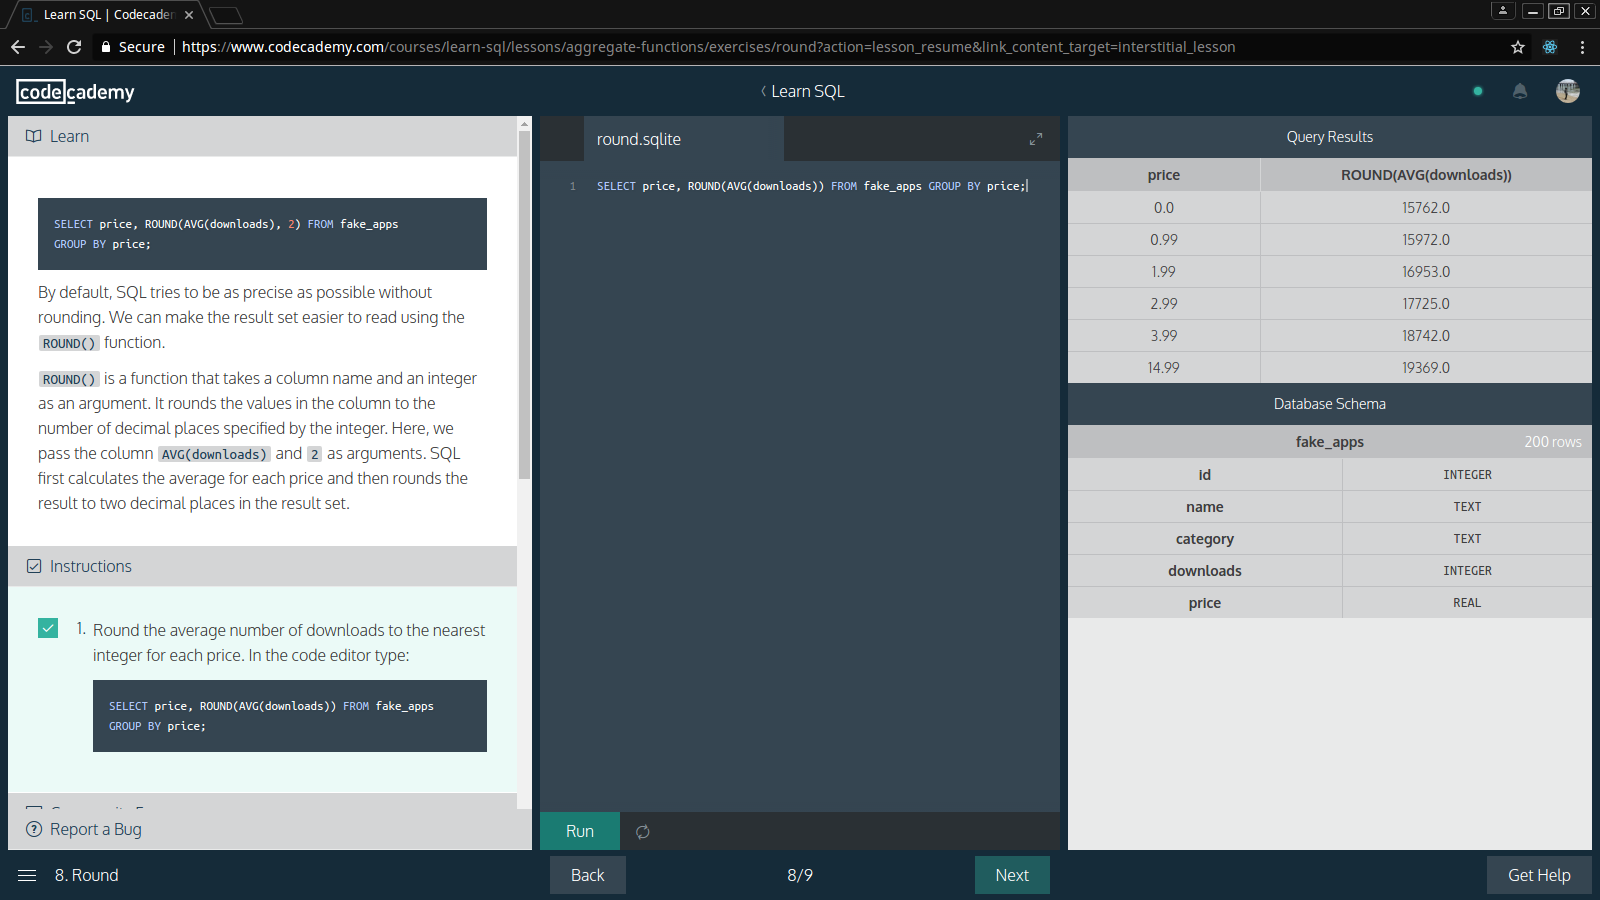 Learn SQL | Codecader
Secure | https://www.codecademy.com/courses/learn-sql/lessons/aggregate-functions/exercises/round?action=lesson_resume&link_content_target=interstitial_lesson
codecademy
Learn SQL
Learn
SELECT price, ROUND(AVG(downloads), 2) FROM fake_apps
GROUP BY price;
By default, SQL tries to be as precise as possible without
rounding. We can make the result set easier to read using the
ROUND() function.
ROUND() is a function that takes a column name and an integer
as an argument. It rounds the values in the column to the
number of decimal places specified by the integer. Here, we
pass the column AVG(downloads) and 2 as arguments. SQL
first calculates the average for each price and then rounds the
result to two decimal places in the result set.
Instructions
1. Round the average number of downloads to the nearest
integer for each price. In the code editor type:
SELECT price, ROUND(AVG(downloads)) FROM fake_apps
GROUP BY price;
Report a Bug
round.sqlite
1 SELECT price, ROUND(AVG(downloads)) FROM fake_apps GROUP BY price;
Run
Query Results
price ROUND(AVG(downloads))
0.0 15762.0
0.99 15972.0
1.99 16953.0
2.99 17725.0
3.99 18742.0
14.99 19369.0
Database Schema
fake_apps 200 rows
id INTEGER
name TEXT
category TEXT
downloads INTEGER
price REAL
8. Round
Back
8/9
Next
Get Help